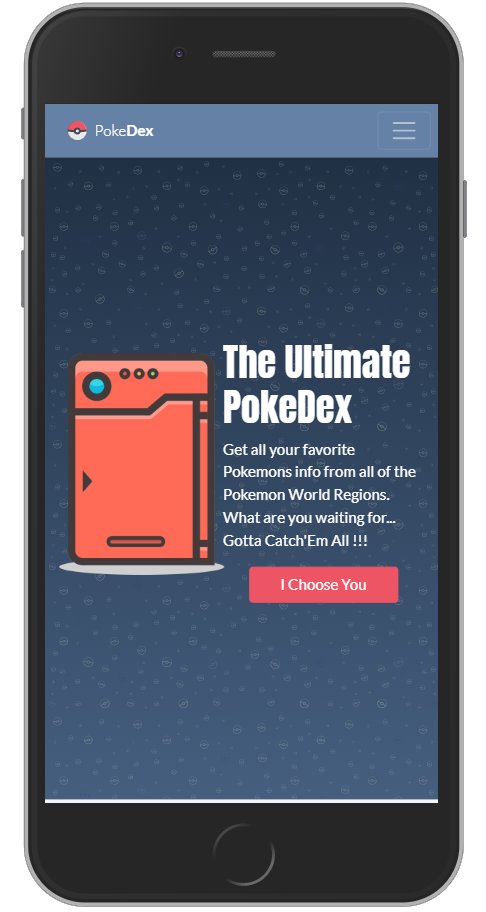 PokeDex
The Ultimate
PokeDex
Get all your favorite
Pokemons info from all of the
Pokemon World Regions.
What are you waiting for...
Gotta Catch'Em All !!!
I Choose You